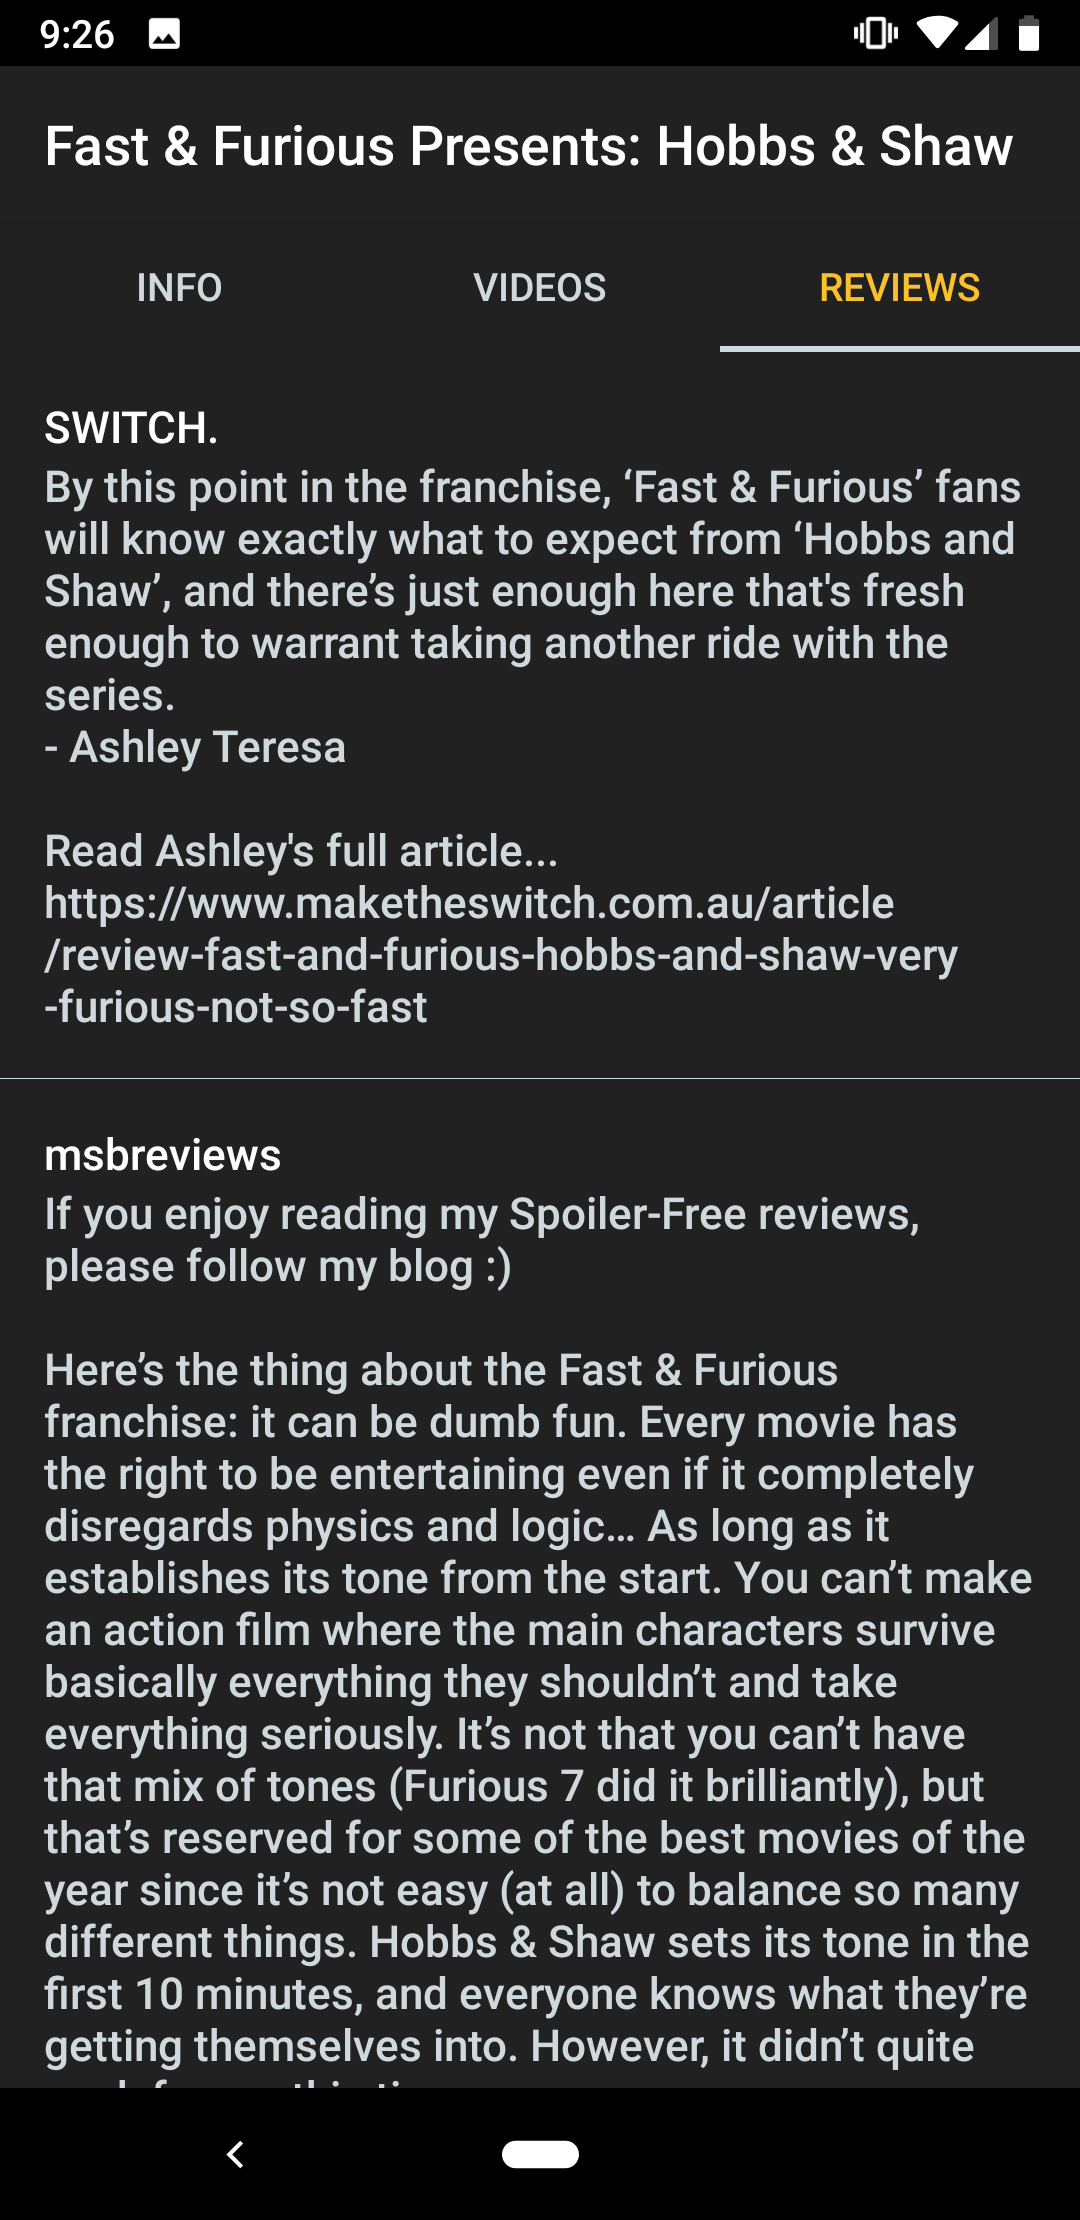 9:26
Fast & Furious Presents: Hobbs & Shaw
INFO
VIDEOS
REVIEWS
SWITCH.
By this point in the franchise, ‘Fast & Furious’ fans
will know exactly what to expect from ‘Hobbs and
Shaw’, and there’s just enough here that's fresh
enough to warrant taking another ride with the
series.
- Ashley Teresa
Read Ashley's full article...
https://www.maketheswitch.com.au/article
/review-fast-and-furious-hobbs-and-shaw-very
-furious-not-so-fast
msbreviews
If you enjoy reading my Spoiler-Free reviews,
please follow my blog :)
Here’s the thing about the Fast & Furious
franchise: it can be dumb fun. Every movie has
the right to be entertaining even if it completely
disregards physics and logic… As long as it
establishes its tone from the start. You can’t make
an action film where the main characters survive
basically everything they shouldn’t and take
everything seriously. It’s not that you can’t have
that mix of tones (Furious 7 did it brilliantly), but
that’s reserved for some of the best movies of the
year since it’s not easy (at all) to balance so many
different things. Hobbs & Shaw sets its tone in the
first 10 minutes, and everyone knows what they’re
getting themselves into. However, it didn’t quite